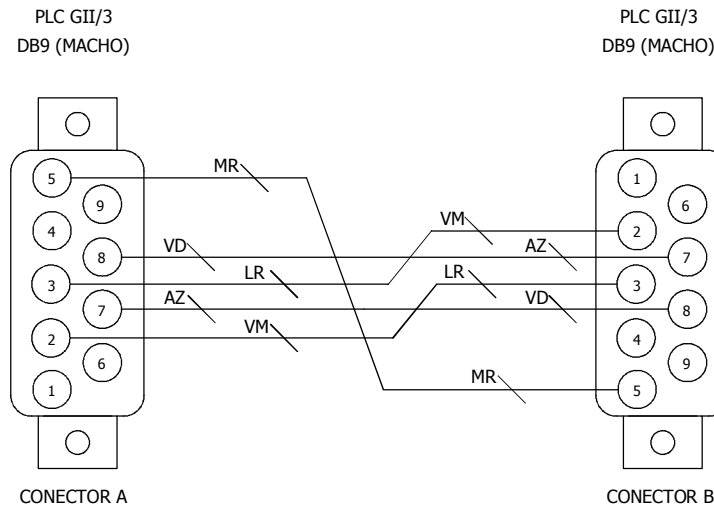 PLC GII/3
DB9 (MACHO)
PLC GII/3
DB9 (MACHO)
5
9
4
8
3
7
2
6
1
MR
VD
LR
AZ
VM
VM
AZ
LR
VD
MR
1
6
2
7
3
8
4
9
5
CONECTOR A
CONECTOR B